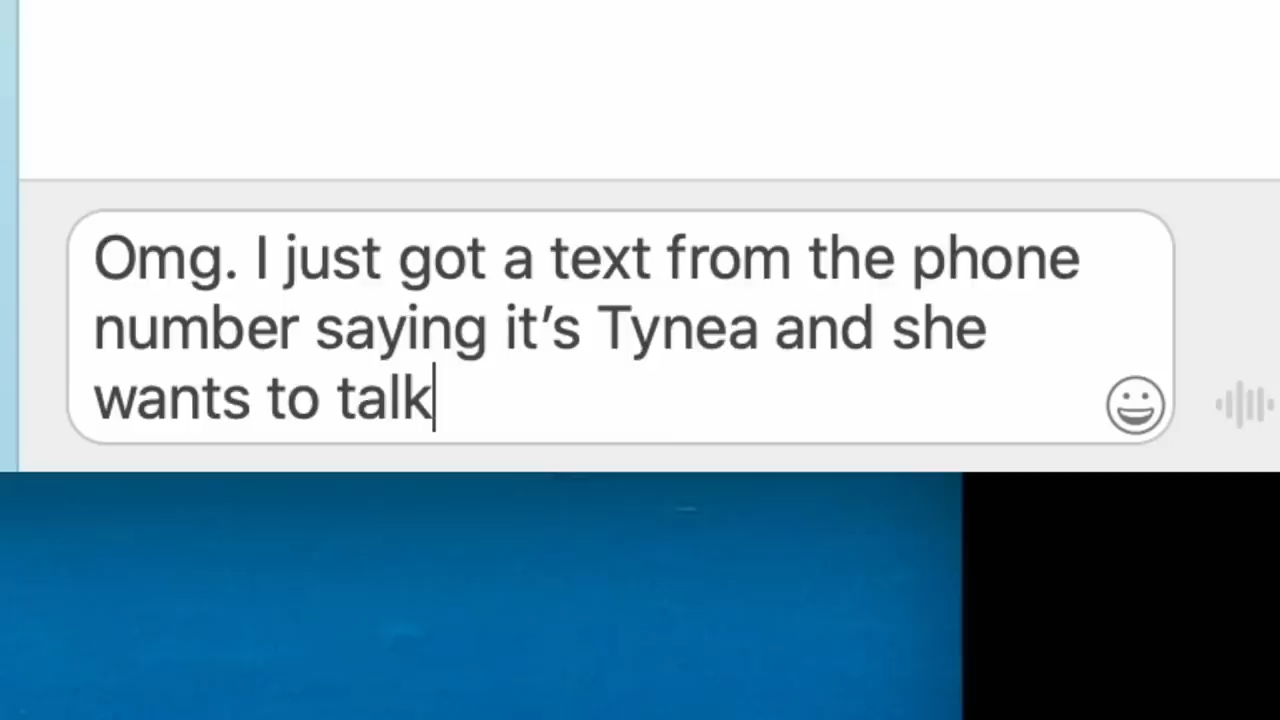 Omg. I just got a text from the phone
number saying it’s Tynea and she
wants to talk